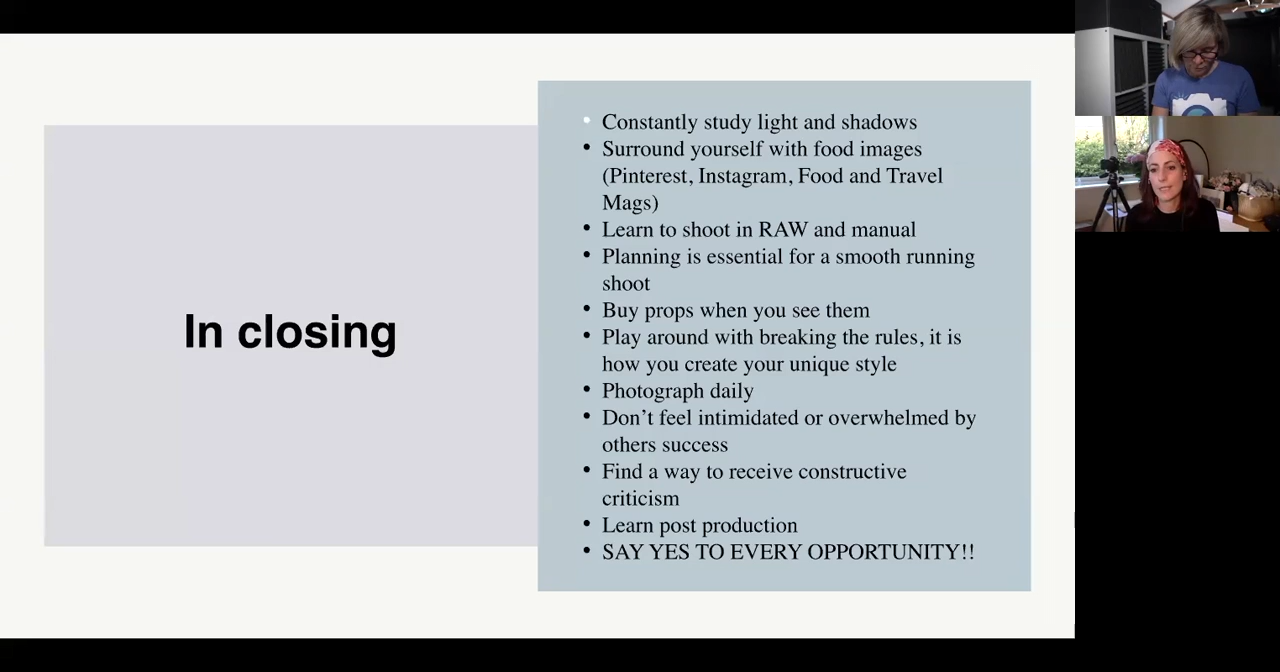 In closing
• Constantly study light and shadows
• Surround yourself with food images
(Pinterest, Instagram, Food and Travel
Mags)
• Learn to shoot in RAW and manual
• Planning is essential for a smooth running
shoot
• Buy props when you see them
• Play around with breaking the rules, it is
how you create your unique style
• Photograph daily
• Don’t feel intimidated or overwhelmed by
others success
• Find a way to receive constructive
criticism
• Learn post production
• SAY YES TO EVERY OPPORTUNITY!!